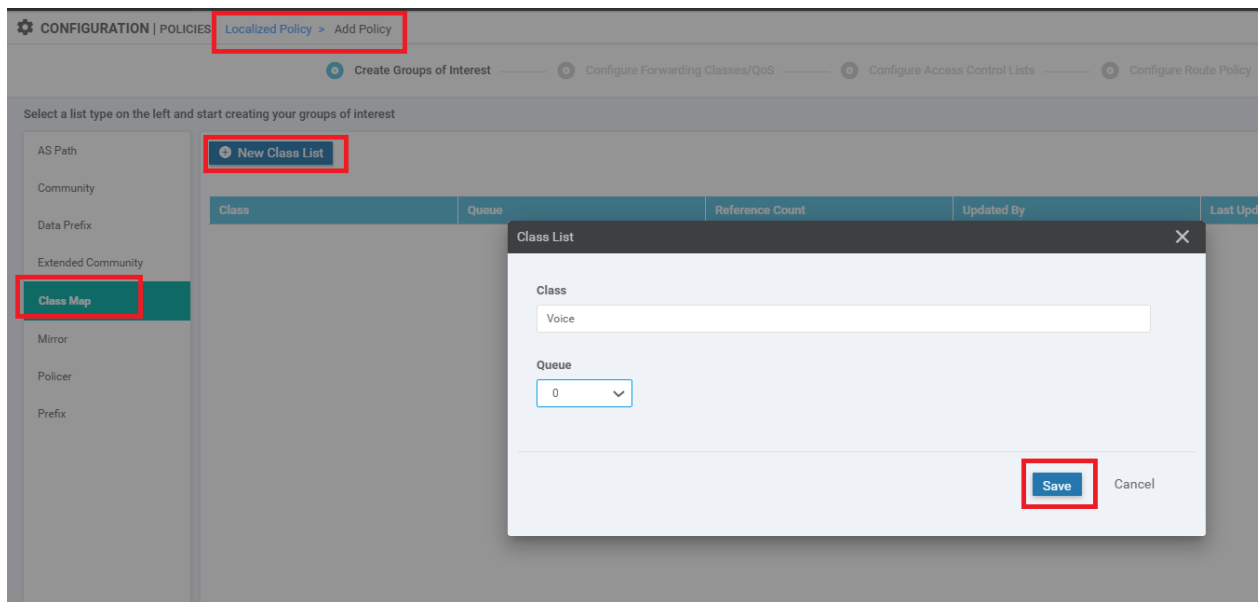 CONFIGURATION | POLICIES Localized Policy > Add Policy
Create Groups of Interest Configure Forwarding Classes/QoS Configure Access Control Lists Configure Route Policy
Select a list type on the left and start creating your groups of interest
AS Path
Community
Data Prefix
Extended Community
Class Map
Mirror
Policer
Prefix
New Class List
Class Queue Reference Count Updated By Last Upd
Class List
Class
Voice
Queue
0
Save Cancel